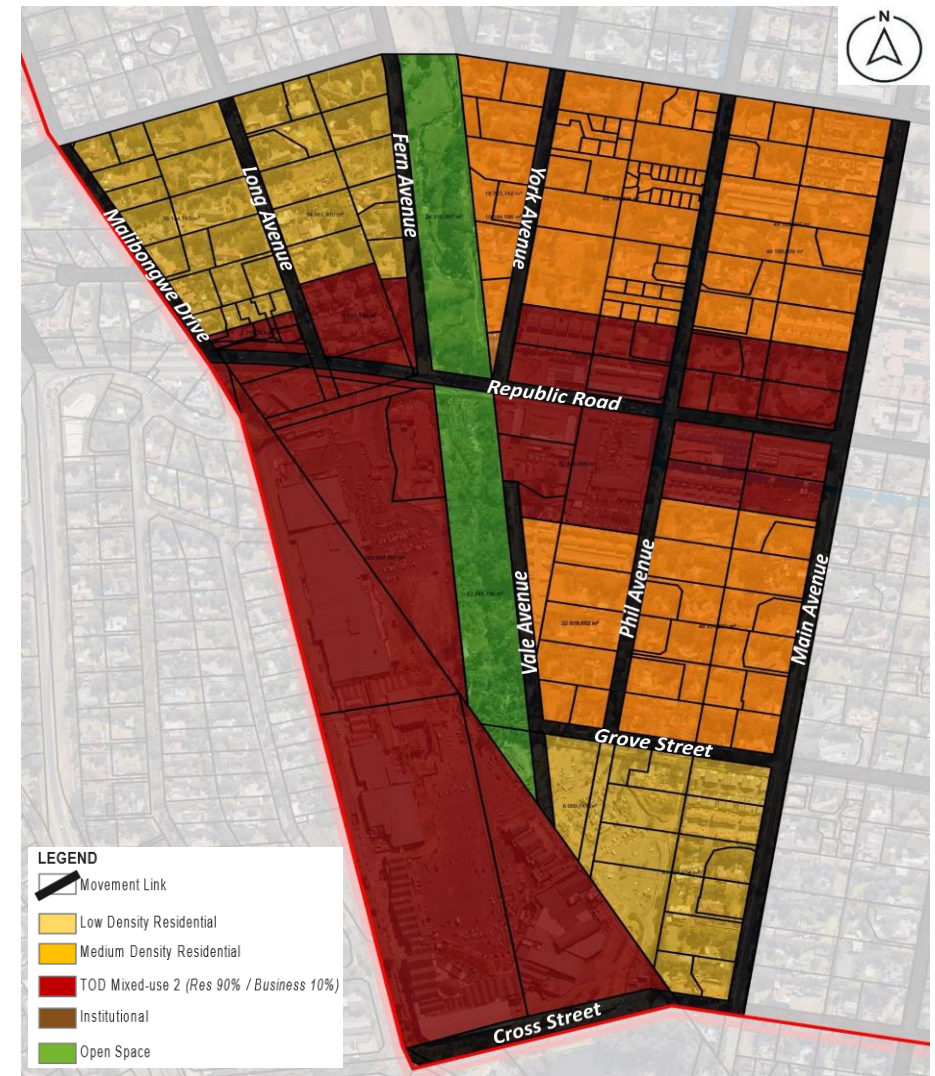 N
Fern Avenue
York Avenue
Long Avenue
Malibongwe Drive
Republic Road
Vale Avenue
Phil Avenue
Main Avenue
Grove Street
Cross Street
LEGEND
Movement Link
Low Density Residential
Medium Density Residential
TOD Mixed-use 2 (Res 90% / Business 10%)
Institutional
Open Space